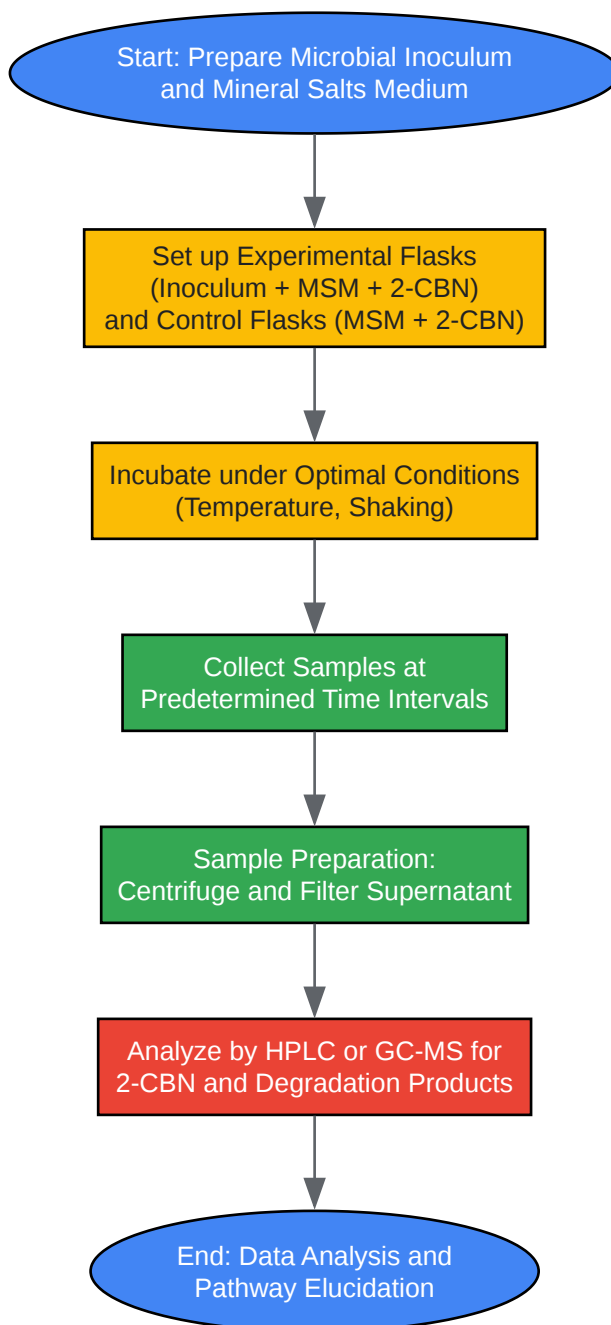 Start: Prepare Microbial Inoculum
and Mineral Salts Medium
Set up Experimental Flasks
(Inoculum + MSM + 2-CBN)
and Control Flasks (MSM + 2-CBN)
Incubate under Optimal Conditions
(Temperature, Shaking)
Collect Samples at
Predetermined Time Intervals
Sample Preparation:
Centrifuge and Filter Supernatant
Analyze by HPLC or GC-MS for
2-CBN and Degradation Products
End: Data Analysis and
Pathway Elucidation